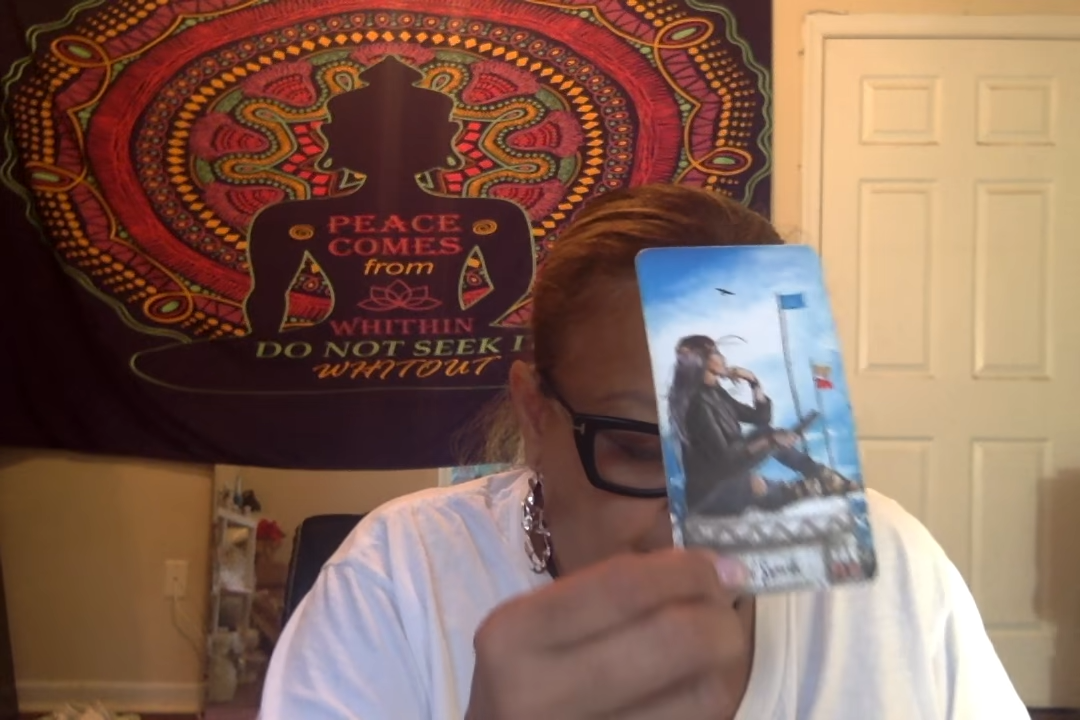 PEACE
COMES
from
WHITHIN
DO NOT SEEK I
WHITOUT